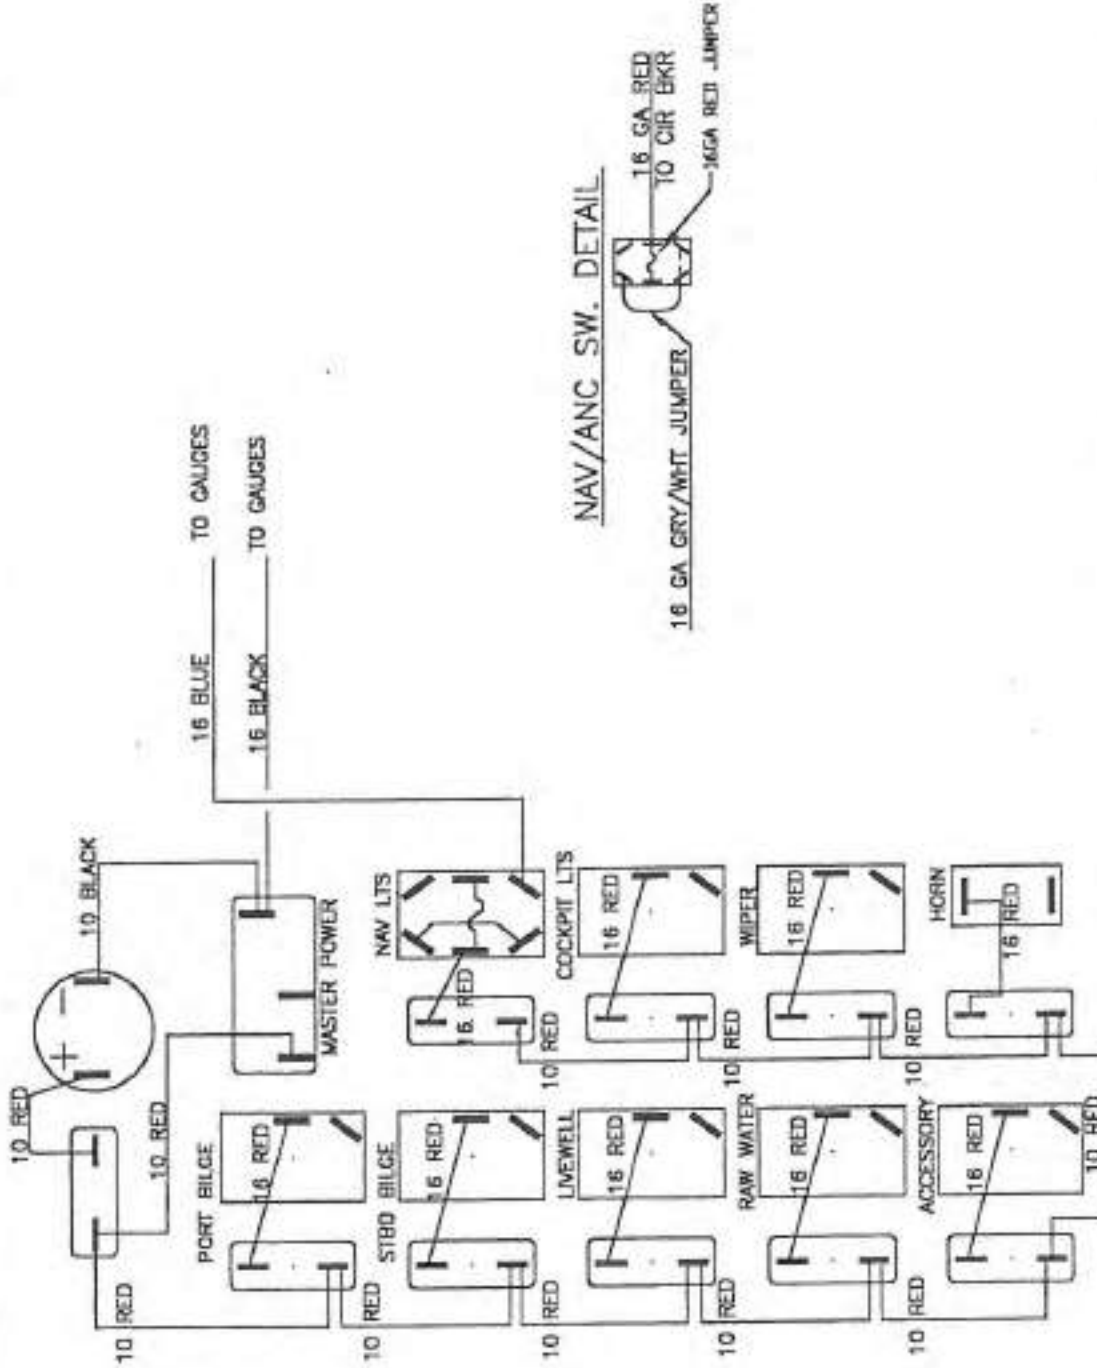 10 RED
10 BLACK
10 RED
MASTER POWER
10 RED
16 BLUE
TO GAUGES
16 BLACK
TO GAUGES
PORT BILGE
16 RED
10 RED
STBD BILGE
16 RED
10 RED
LIVEWELL
16 RED
10 RED
RAW WATER
16 RED
10 RED
ACCESSORY
16 RED
10 RED
NAV LTS
16 RED
10 RED
COCKPIT LTS
16 RED
10 RED
WIPER
16 RED
10 RED
HORN
16 RED
NAV/ANC SW. DETAIL
16 GA RED
TO CIR BKR
16GA RED JUMPER
16 GA GRY/WHT JUMPER